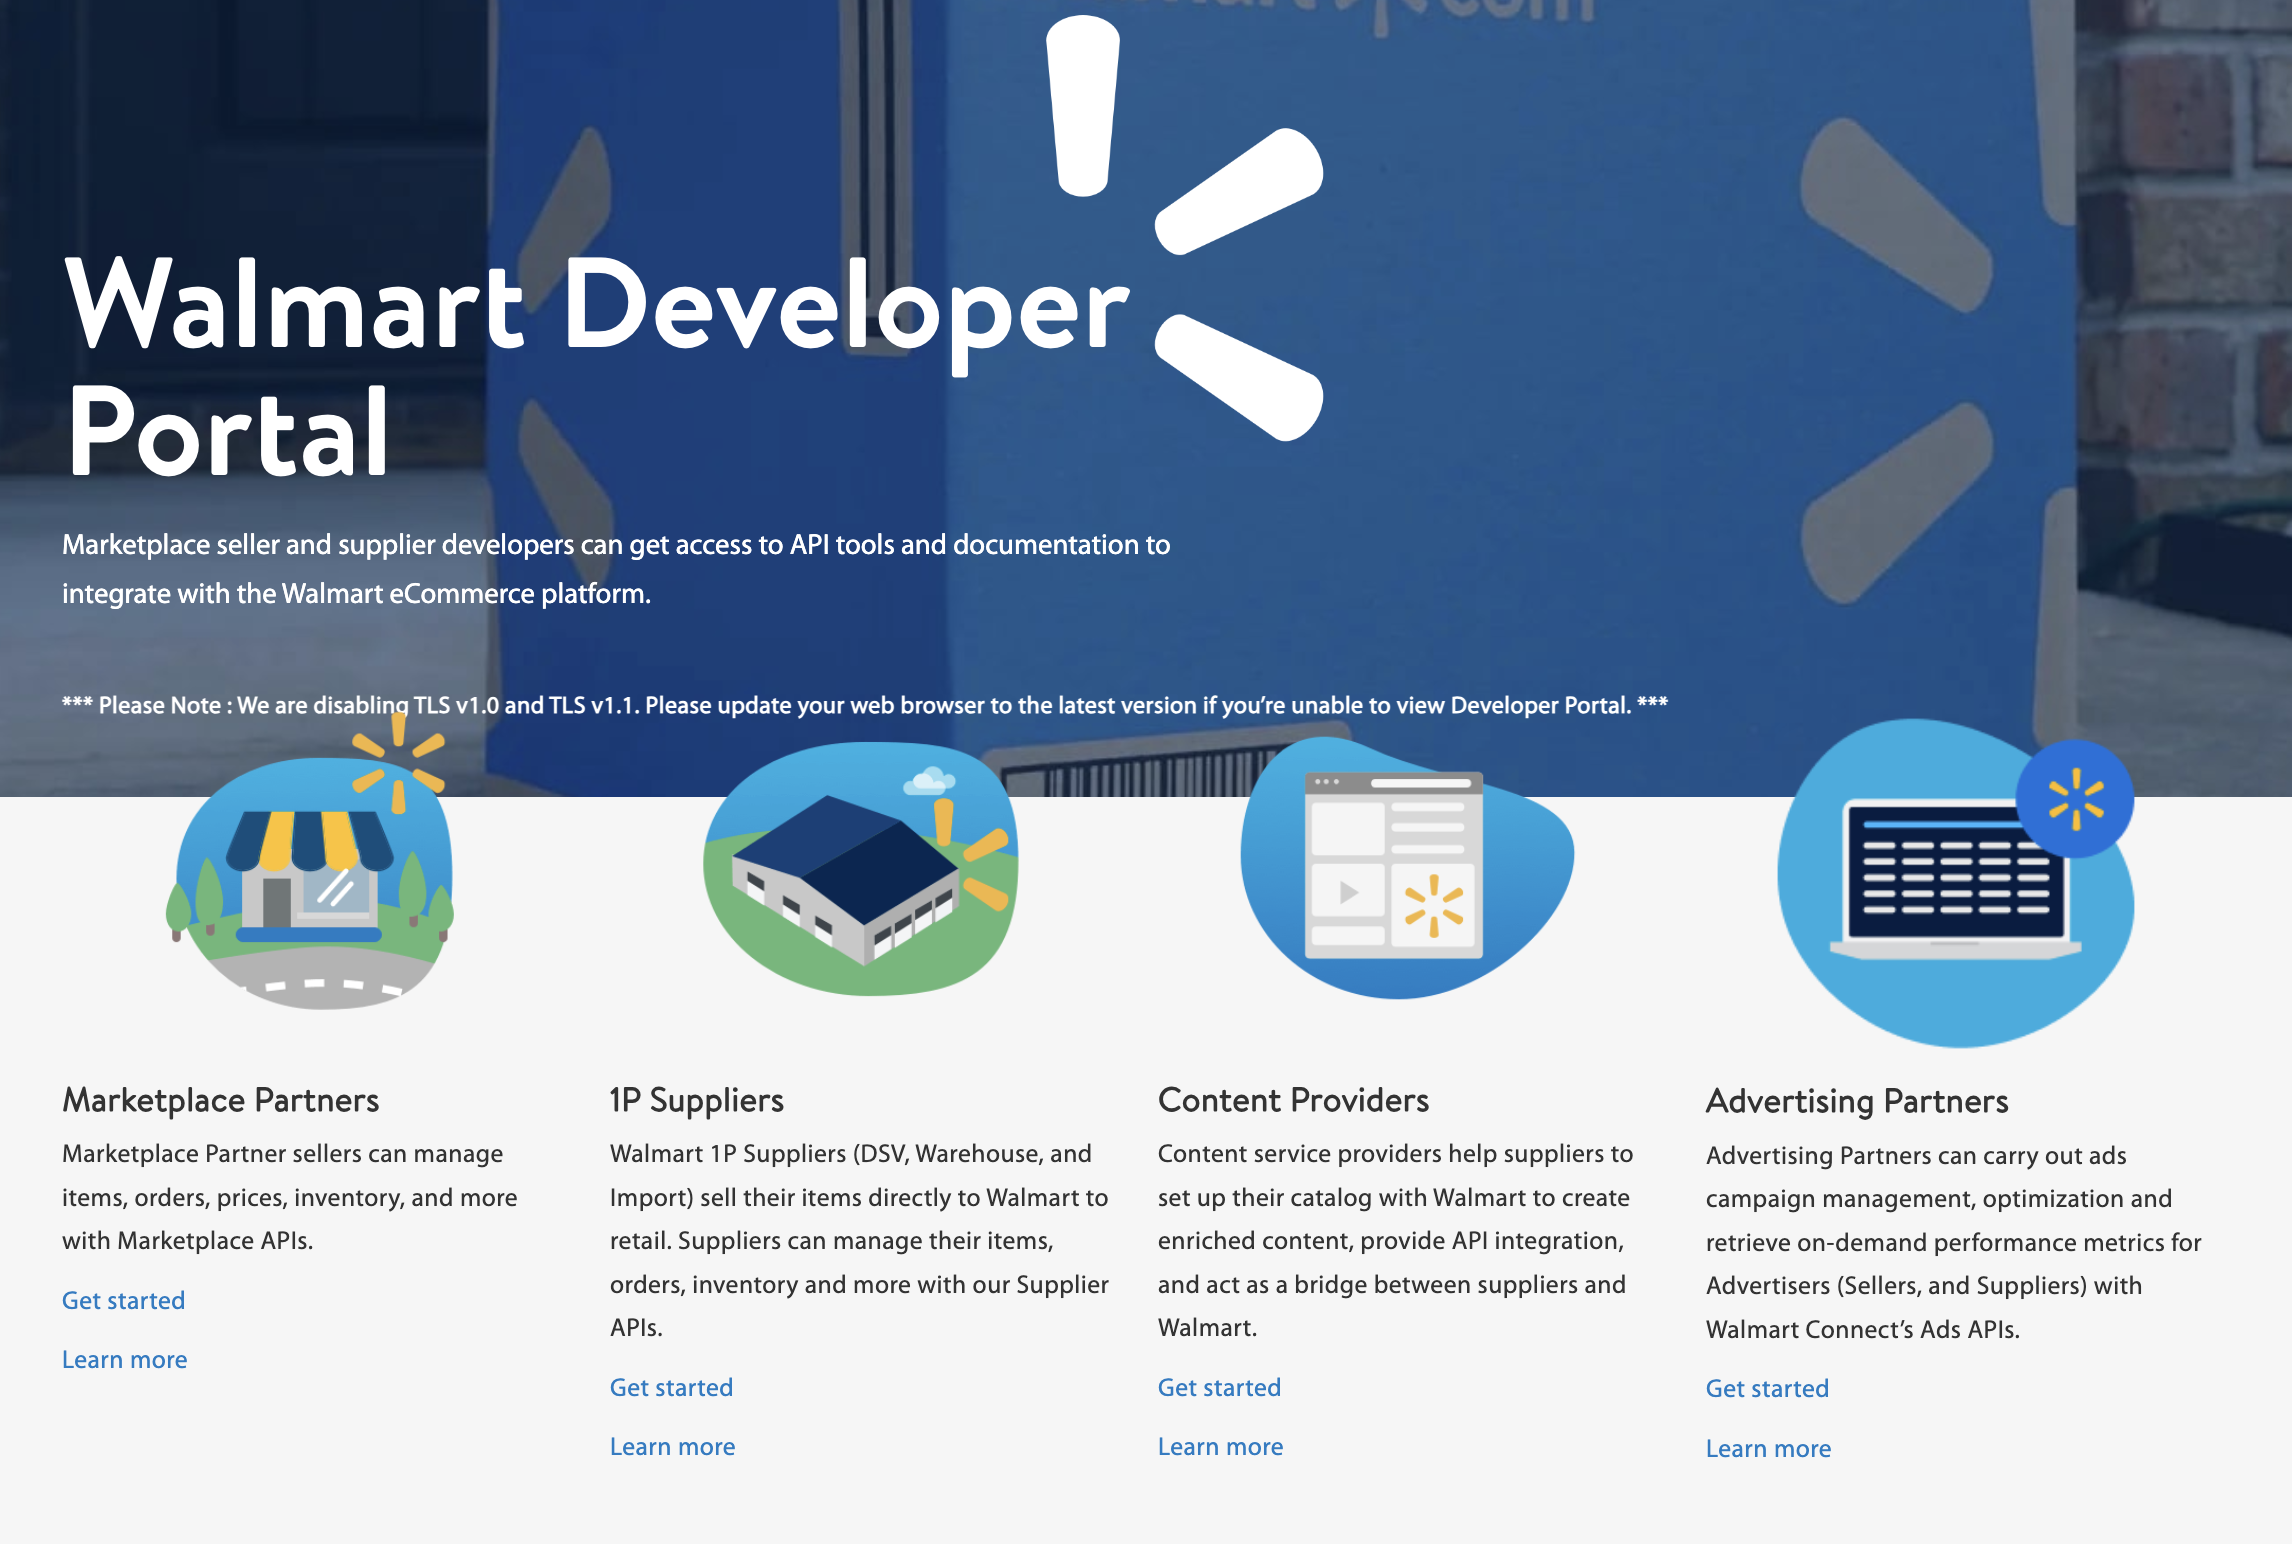 Walmart Developer
Portal
Marketplace seller and supplier developers can get access to API tools and documentation to
integrate with the Walmart eCommerce platform.
*** Please Note : We are disabling TLS v1.0 and TLS v1.1. Please update your web browser to the latest version if you’re unable to view Developer Portal. ***
Marketplace Partners
Marketplace Partner sellers can manage
items, orders, prices, inventory, and more
with Marketplace APIs.
Get started
Learn more
1P Suppliers
Walmart 1P Suppliers (DSV, Warehouse, and
Import) sell their items directly to Walmart to
retail. Suppliers can manage their items,
orders, inventory and more with our Supplier
APIs.
Get started
Learn more
Content Providers
Content service providers help suppliers to
set up their catalog with Walmart to create
enriched content, provide API integration,
and act as a bridge between suppliers and
Walmart.
Get started
Learn more
Advertising Partners
Advertising Partners can carry out ads
campaign management, optimization and
retrieve on-demand performance metrics for
Advertisers (Sellers, and Suppliers) with
Walmart Connect’s Ads APIs.
Get started
Learn more